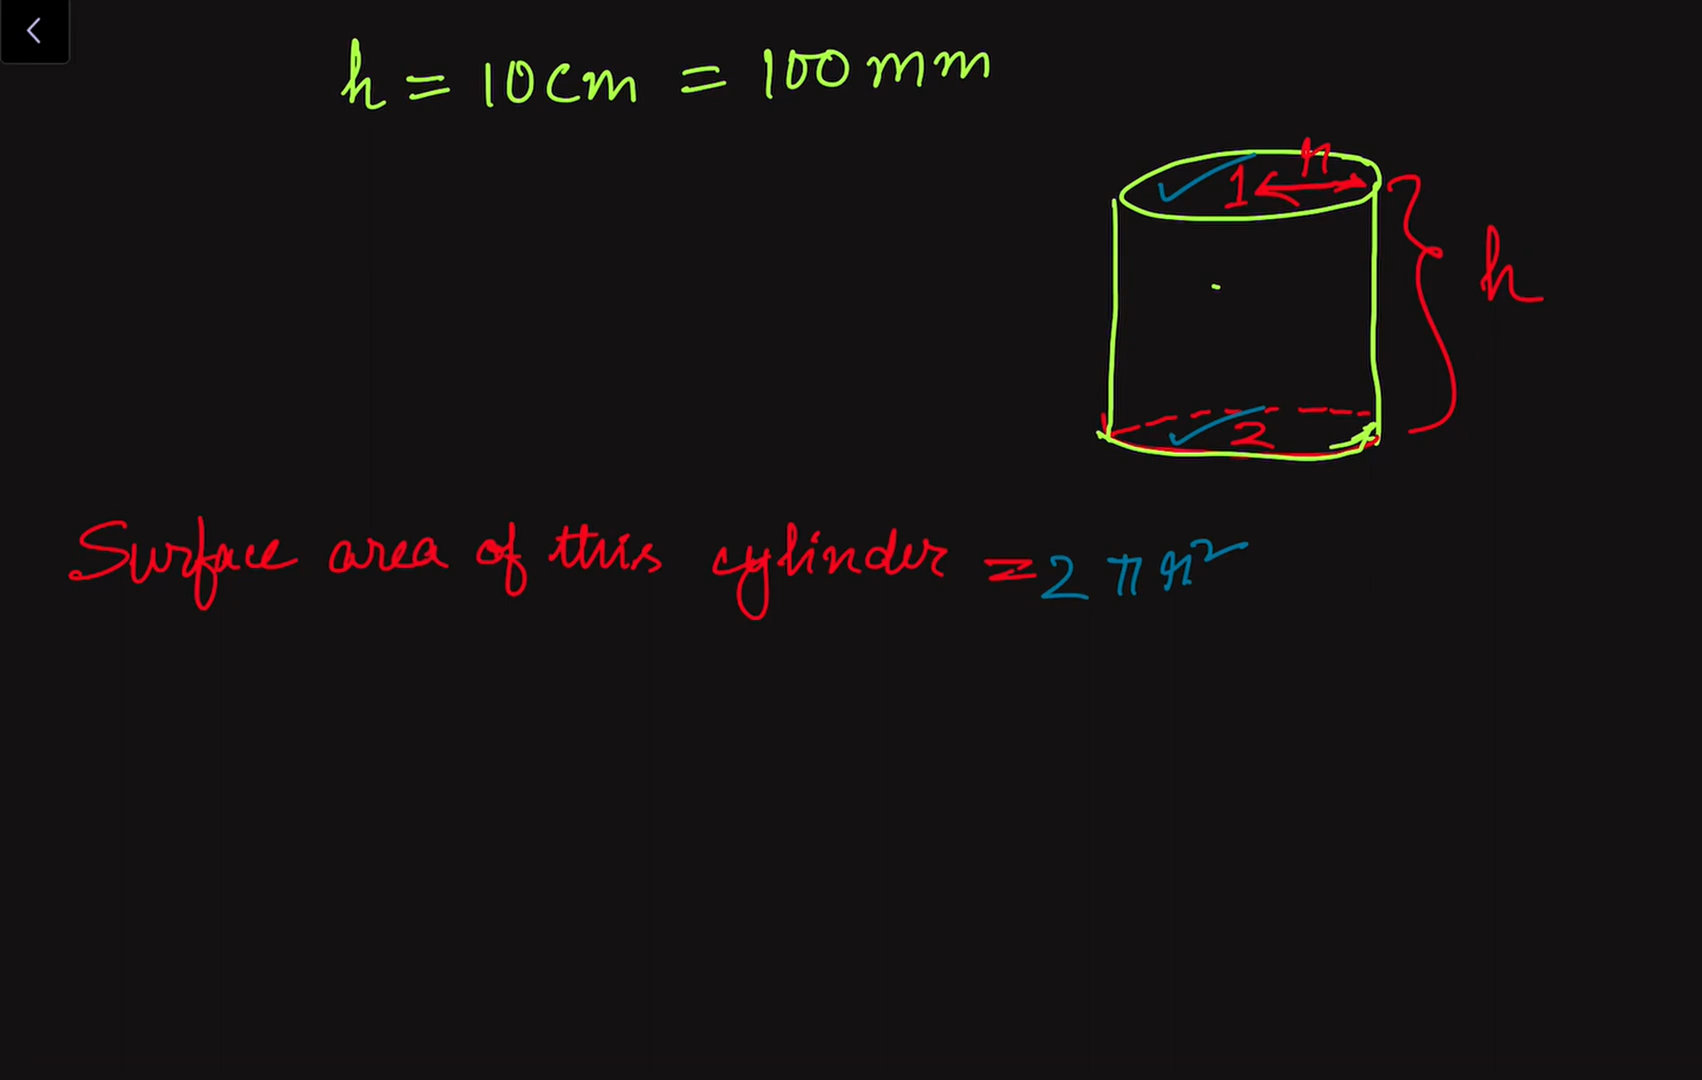 h = 10cm = 100mm
r
1
h
2
Surface area of this cylinder = 2πr²